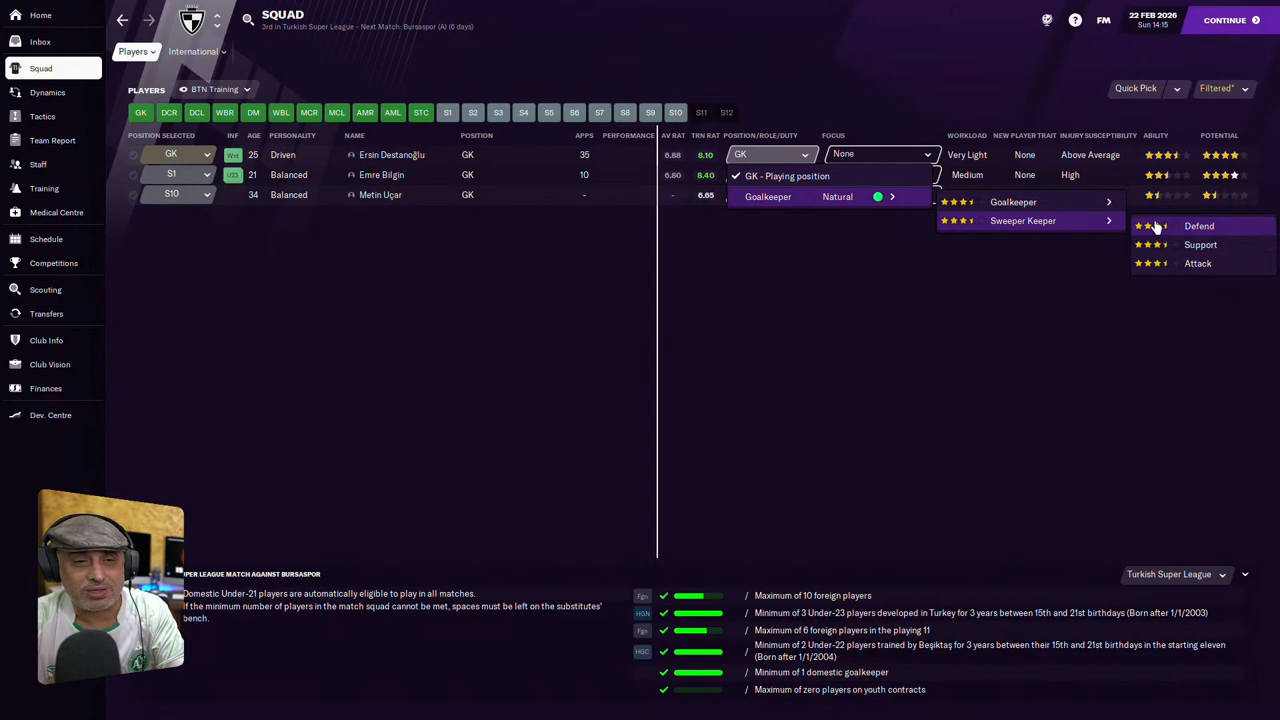 Home
Inbox
Squad
Dynamics
Tactics
Team Report
Staff
Training
Medical Centre
Schedule
Competitions
Scouting
Transfers
Club Info
Club Vision
Finances
Dev. Centre
SQUAD
3rd in Turkish Super League - Next Match: Bursaspor (A) (6 days)
FM
22 FEB 2026
Sun 14:15
CONTINUE
Players
International
PLAYERS
BTN Training
Quick Pick
Filtered*
GK DCR DCL WBR DM WBL MCR MCL AMR AML STC S1 S2 S3 S4 S5 S6 S7 S8 S9 S10 S11 S12
POSITION SELECTED INF AGE PERSONALITY NAME POSITION APPS PERFORMANCE AV RAT TRN RAT POSITION/ROLE/DUTY FOCUS WORKLOAD NEW PLAYER TRAIT INJURY SUSCEPTIBILITY ABILITY POTENTIAL
GK Wnt 25 Driven Ersin Destanoğlu GK 35 6.88 8.10 GK None Very Light None Above Average
S1 U23 21 Balanced Emre Bilgin GK 10 6.80 8.40 Medium None High
S10 34 Balanced Metin Uçar GK - - 6.65
GK - Playing position
Goalkeeper Natural
Goalkeeper
Sweeper Keeper
Defend
Support
Attack
UPER LEAGUE MATCH AGAINST BURSASPOR
Domestic Under-21 players are automatically eligible to play in all matches.
If the minimum number of players in the match squad cannot be met, spaces must be left on the substitutes'
bench.
Turkish Super League
Fgn / Maximum of 10 foreign players
HGN / Minimum of 3 Under-23 players developed in Turkey for 3 years between 15th and 21st birthdays (Born after 1/1/2003)
Fgn / Maximum of 6 foreign players in the playing 11
HGC / Minimum of 2 Under-22 players trained by Beşiktaş for 3 years between their 15th and 21st birthdays in the starting eleven
(Born after 1/1/2004)
/ Minimum of 1 domestic goalkeeper
/ Maximum of zero players on youth contracts